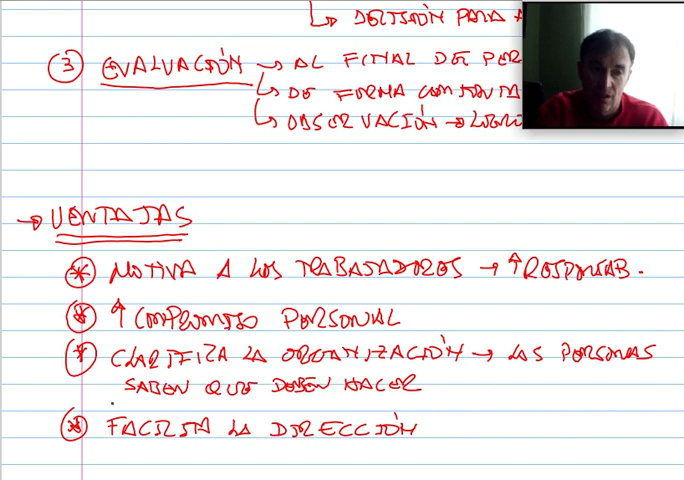 ↳ DECISIÓN PARA
③ EVALUACIÓN → AL FINAL DEL
↳ DE FORMA
↳ OBSERVACIÓN →
→ VENTAJAS
* MOTIVA A LOS TRABAJADORES → ↑ RESPONSAB.
* ↑ COMPROMISO PERSONAL
* CLARIFICA LA ORGANIZACIÓN → LAS PERSONAS
SABEN QUE DEBEN HACER
* FACILITA LA DIRECCIÓN